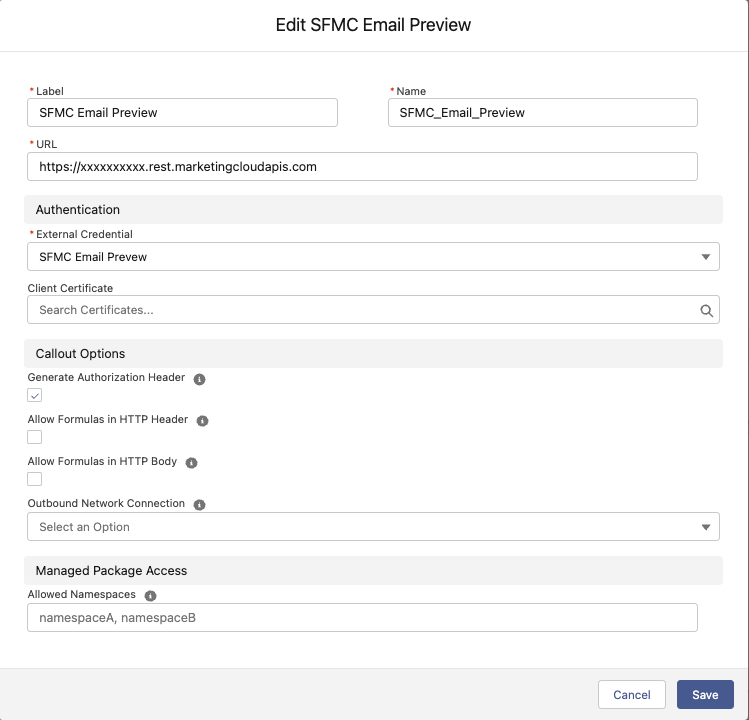 Edit SFMC Email Preview
* Label
SFMC Email Preview
* Name
SFMC_Email_Preview
* URL
https://xxxxxxxxxx.rest.marketingcloudapis.com
Authentication
* External Credential
SFMC Email Prevew
Client Certificate
Search Certificates...
Callout Options
Generate Authorization Header
Allow Formulas in HTTP Header
Allow Formulas in HTTP Body
Outbound Network Connection
Select an Option
Managed Package Access
Allowed Namespaces
namespaceA, namespaceB
Cancel
Save